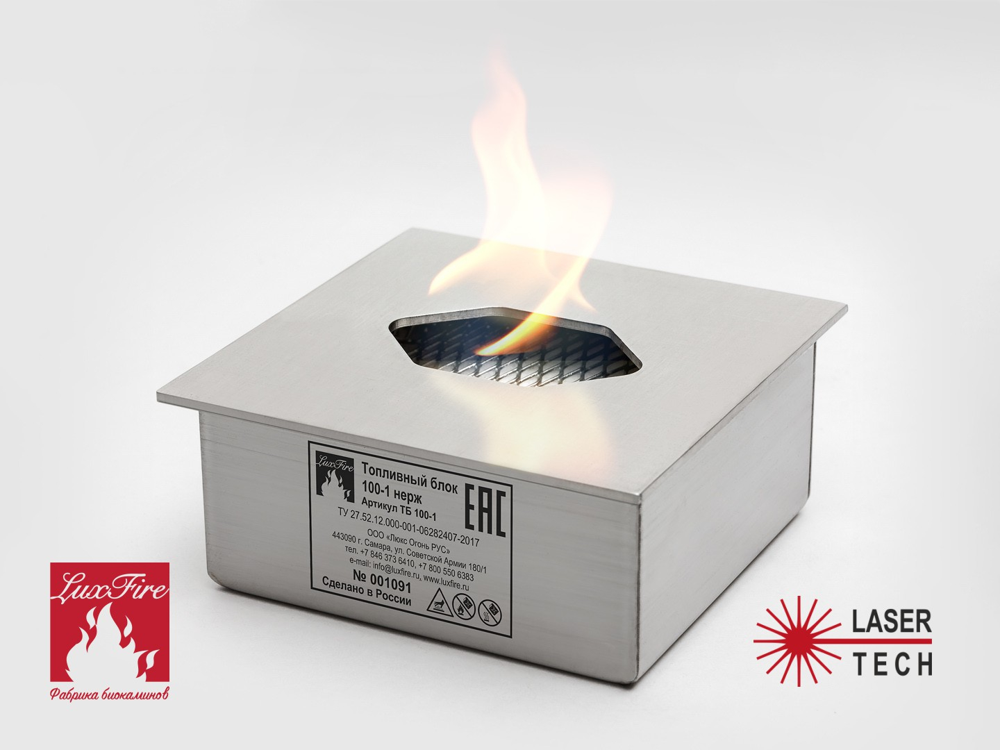 LuxFire
Топливный блок
100-1 нерж
Артикул ТБ 100-1
ЕАС
ТУ 27.52.12.000-001-06282407-2017
ООО «Люкс Огонь РУС»
443090 г. Самара, ул. Советской Армии 180/1
тел. +7 846 373 6410, +7 800 550 6383
e-mail: info@luxfire.ru, www.luxfire.ru
№ 001091
Сделано в России
LuxFire
Фабрика биокаминов
LASER
TECH